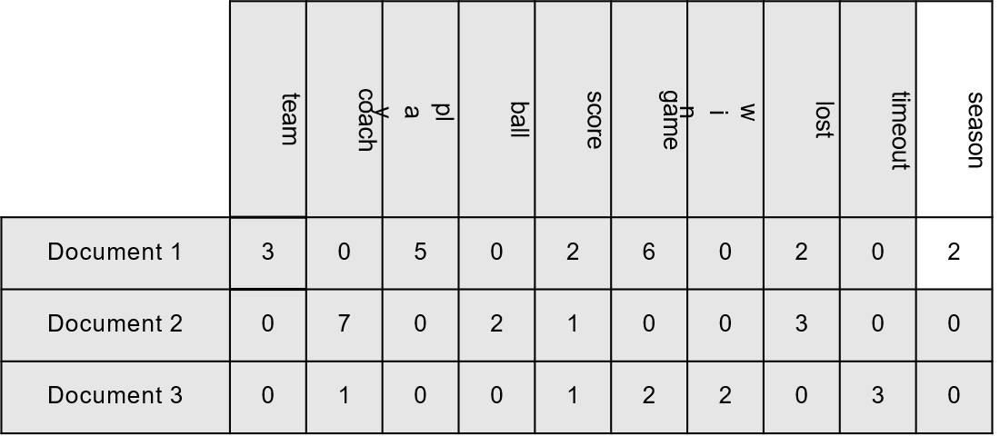 team coach play ball score game win lost timeout season
Document 1 3 0 5 0 2 6 0 2 0 2
Document 2 0 7 0 2 1 0 0 3 0 0
Document 3 0 1 0 0 1 2 2 0 3 0